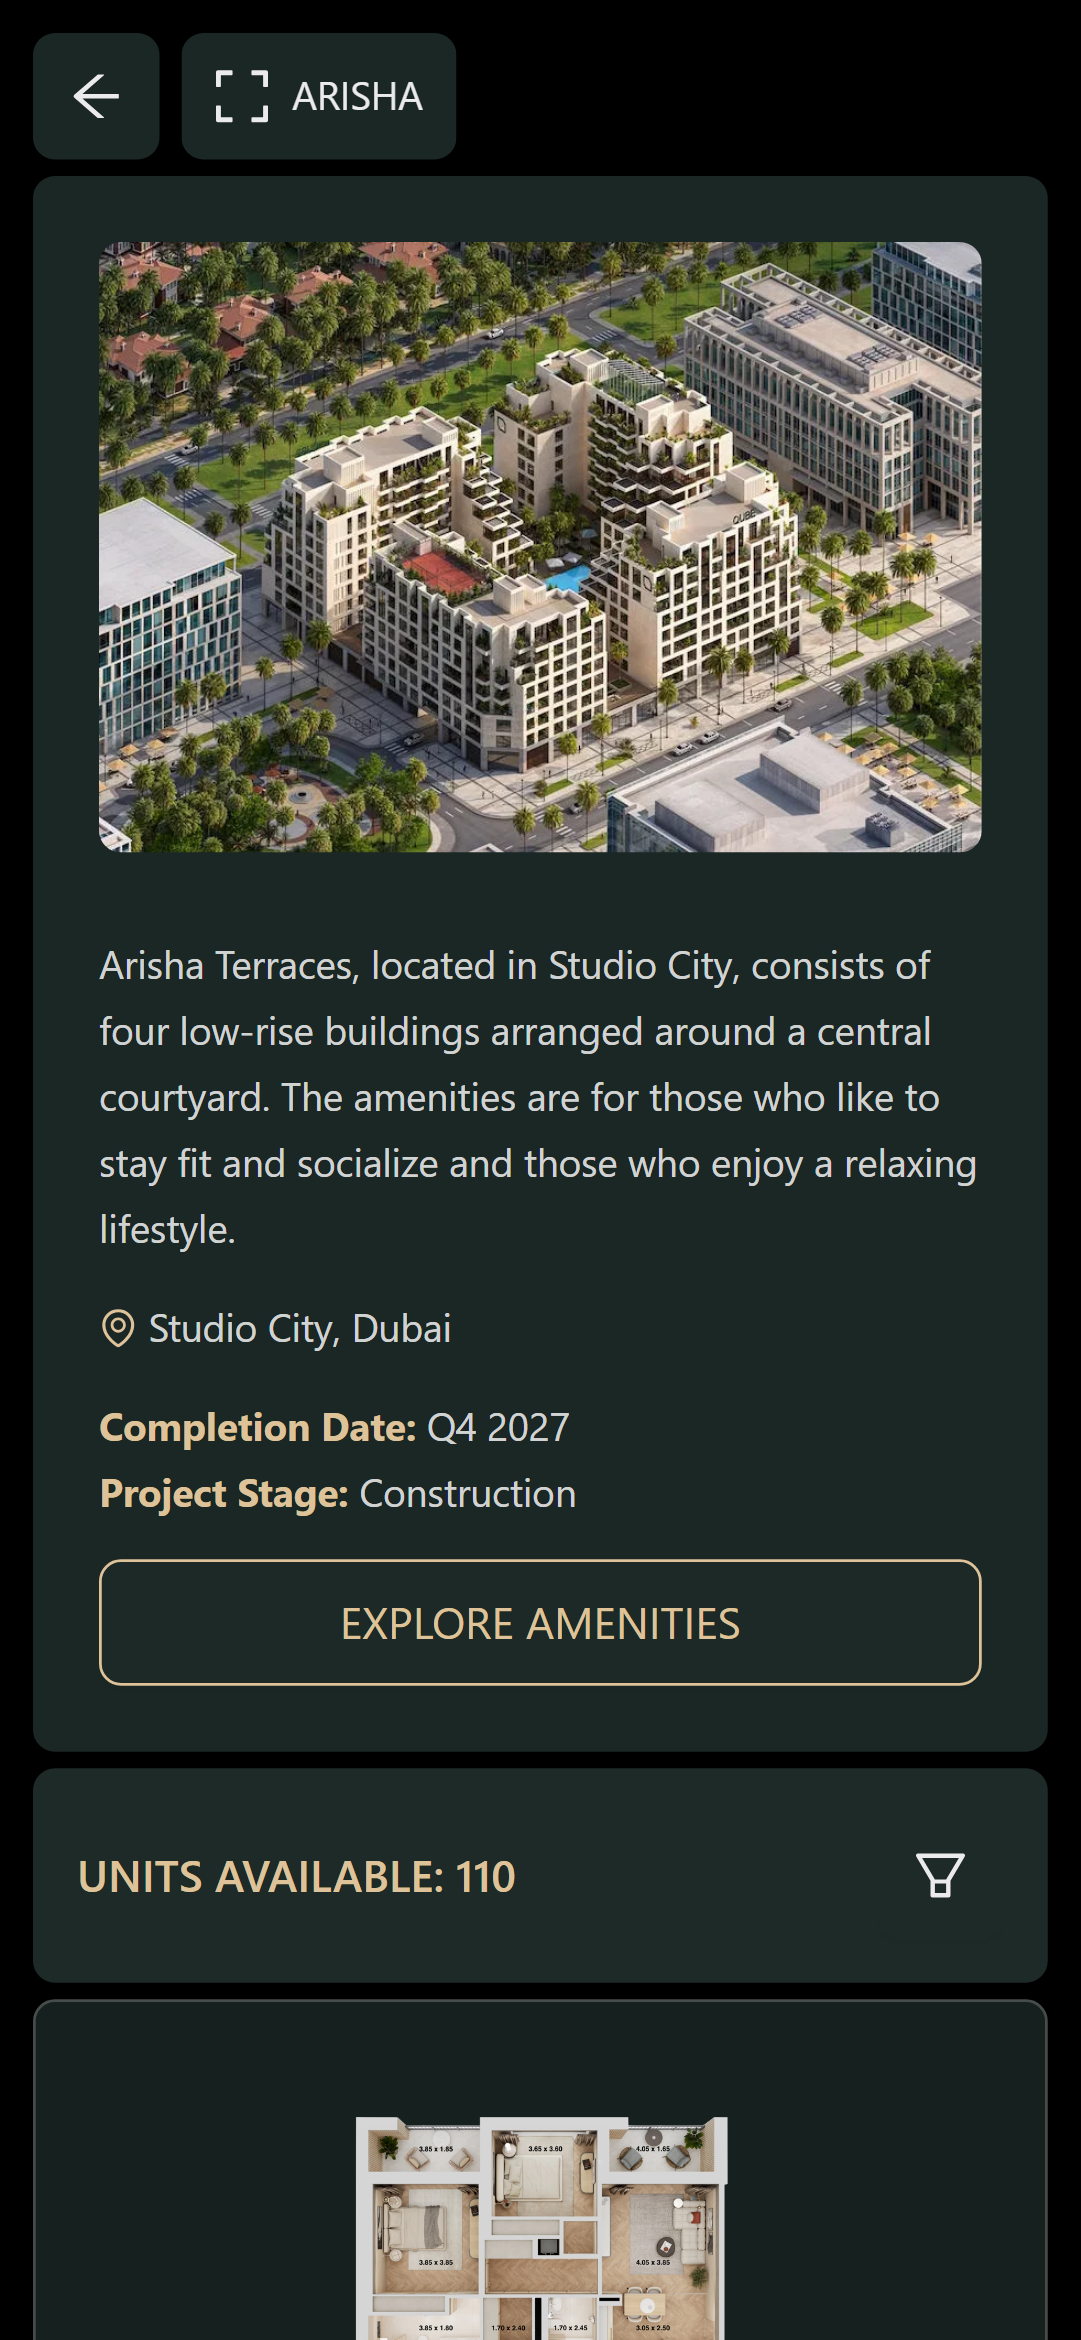 ARISHA
QUBE
Arisha Terraces, located in Studio City, consists of
four low-rise buildings arranged around a central
courtyard. The amenities are for those who like to
stay fit and socialize and those who enjoy a relaxing
lifestyle.
Studio City, Dubai
Completion Date: Q4 2027
Project Stage: Construction
EXPLORE AMENITIES
UNITS AVAILABLE: 110
3.85 x 1.85
3.65 x 3.60
4.05 x 1.65
3.85 x 3.85
4.05 x 3.85
3.85 x 1.80
1.70 x 2.40
1.70 x 2.45
3.05 x 2.50